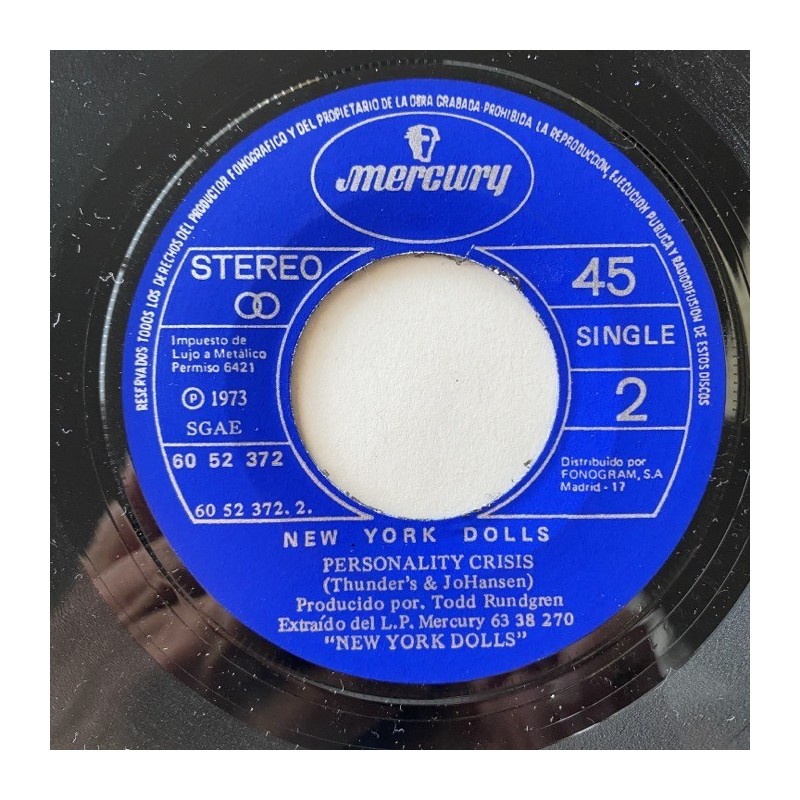 RESERVADOS TODOS LOS DERECHOS DEL PRODUCTOR FONOGRAFICO Y DEL PROPIETARIO DE LA OBRA GRABADA·PROHIBIDA LA REPRODUCCION, EJECUCION PUBLICA Y RADIODIFUSION DE ESTOS DISCOS
mercury
STEREO
45
SINGLE
2
Impuesto de
Lujo a Metálico
Permiso 6421
℗ 1973
SGAE
60 52 372
60 52 372. 2.
Distribuido por
FONOGRAM, S.A
Madrid - 17
NEW YORK DOLLS
PERSONALITY CRISIS
(Thunder's & JoHansen)
Producido por. Todd Rundgren
Extraído del L.P. Mercury 63 38 270
"NEW YORK DOLLS"